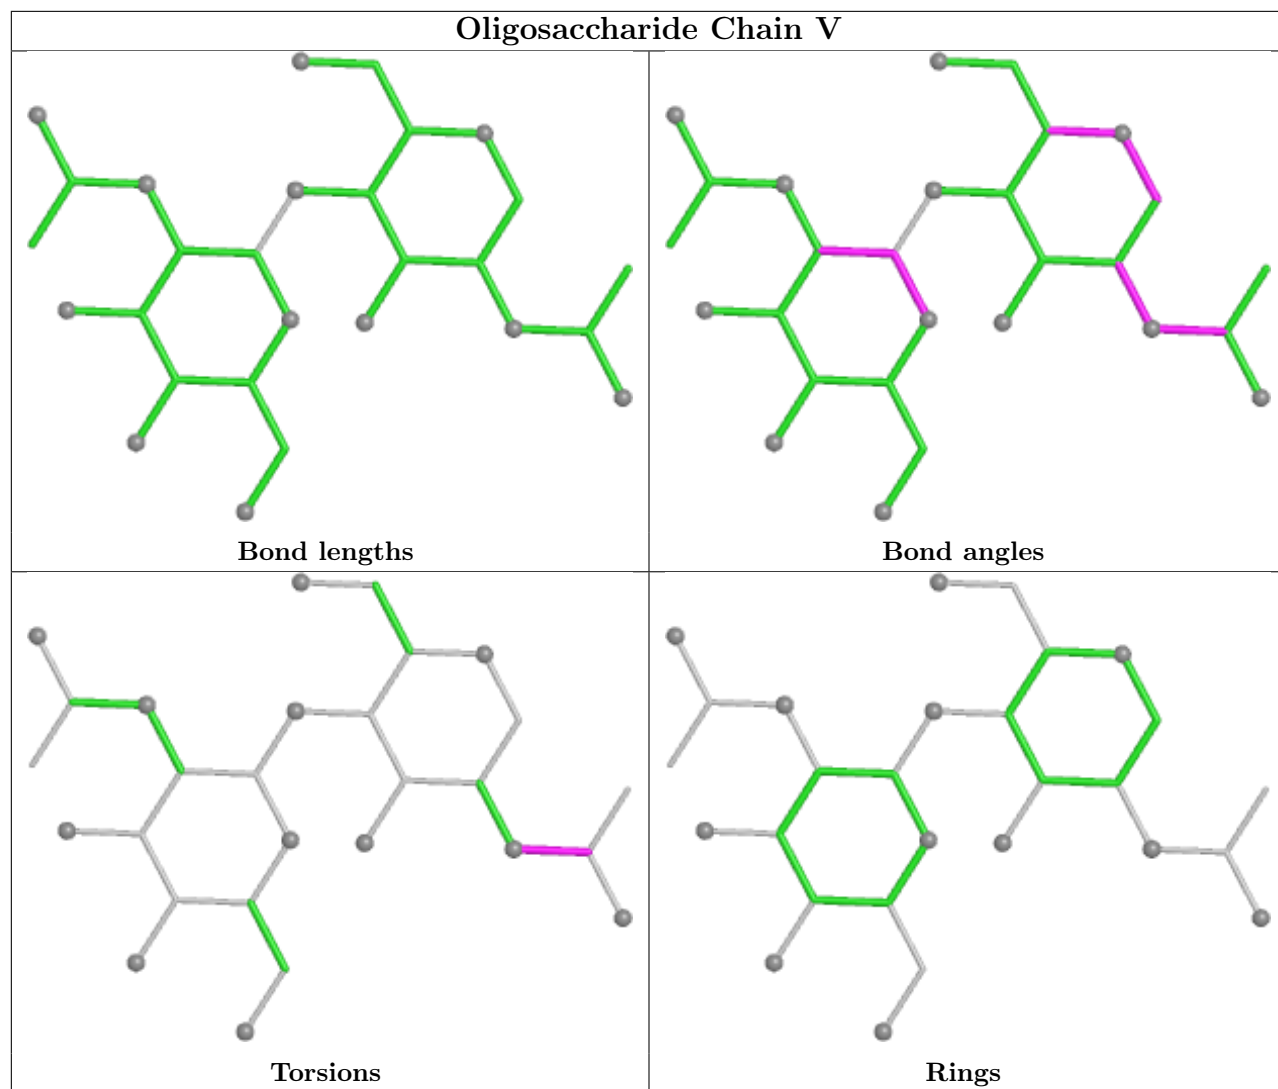 Oligosaccharide Chain V
Bond lengths
Bond angles
Torsions
Rings